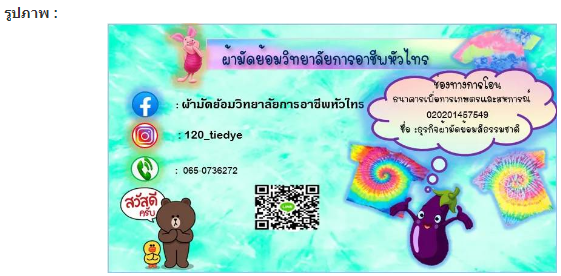 รูปภาพ :
ผ้ามัดย้อมวิทยาลัยการอาชีพหัวไทร
: ผ้ามัดย้อมวิทยาลัยการอาชีพหัวไทร
: 120_tiedye
: 065-0736272
ช่องทางการโอน
ธนาคารเพื่อการเกษตรและสหกรณ์
020201457549
ชื่อ :ธุรกิจผ้ามัดย้อมสีธรรมชาติ
สวัสดี
ครับ
LINE